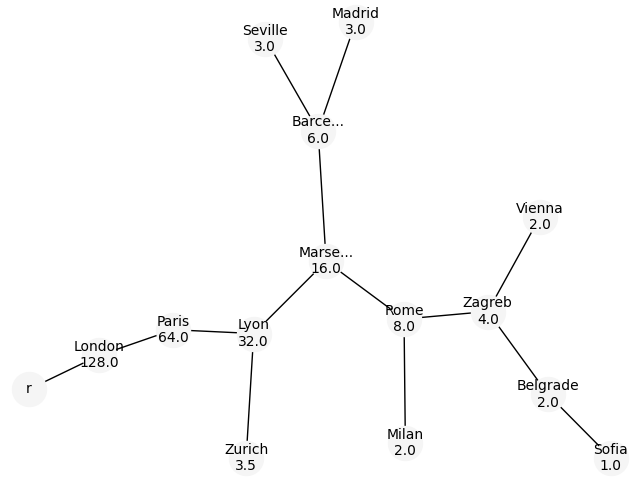 Madrid
3.0
Seville
3.0
Barce...
6.0
Vienna
2.0
Marse...
16.0
Zagreb
4.0
Rome
8.0
Paris
64.0
Lyon
32.0
London
128.0
r
Belgrade
2.0
Milan
2.0
Zurich
3.5
Sofia
1.0